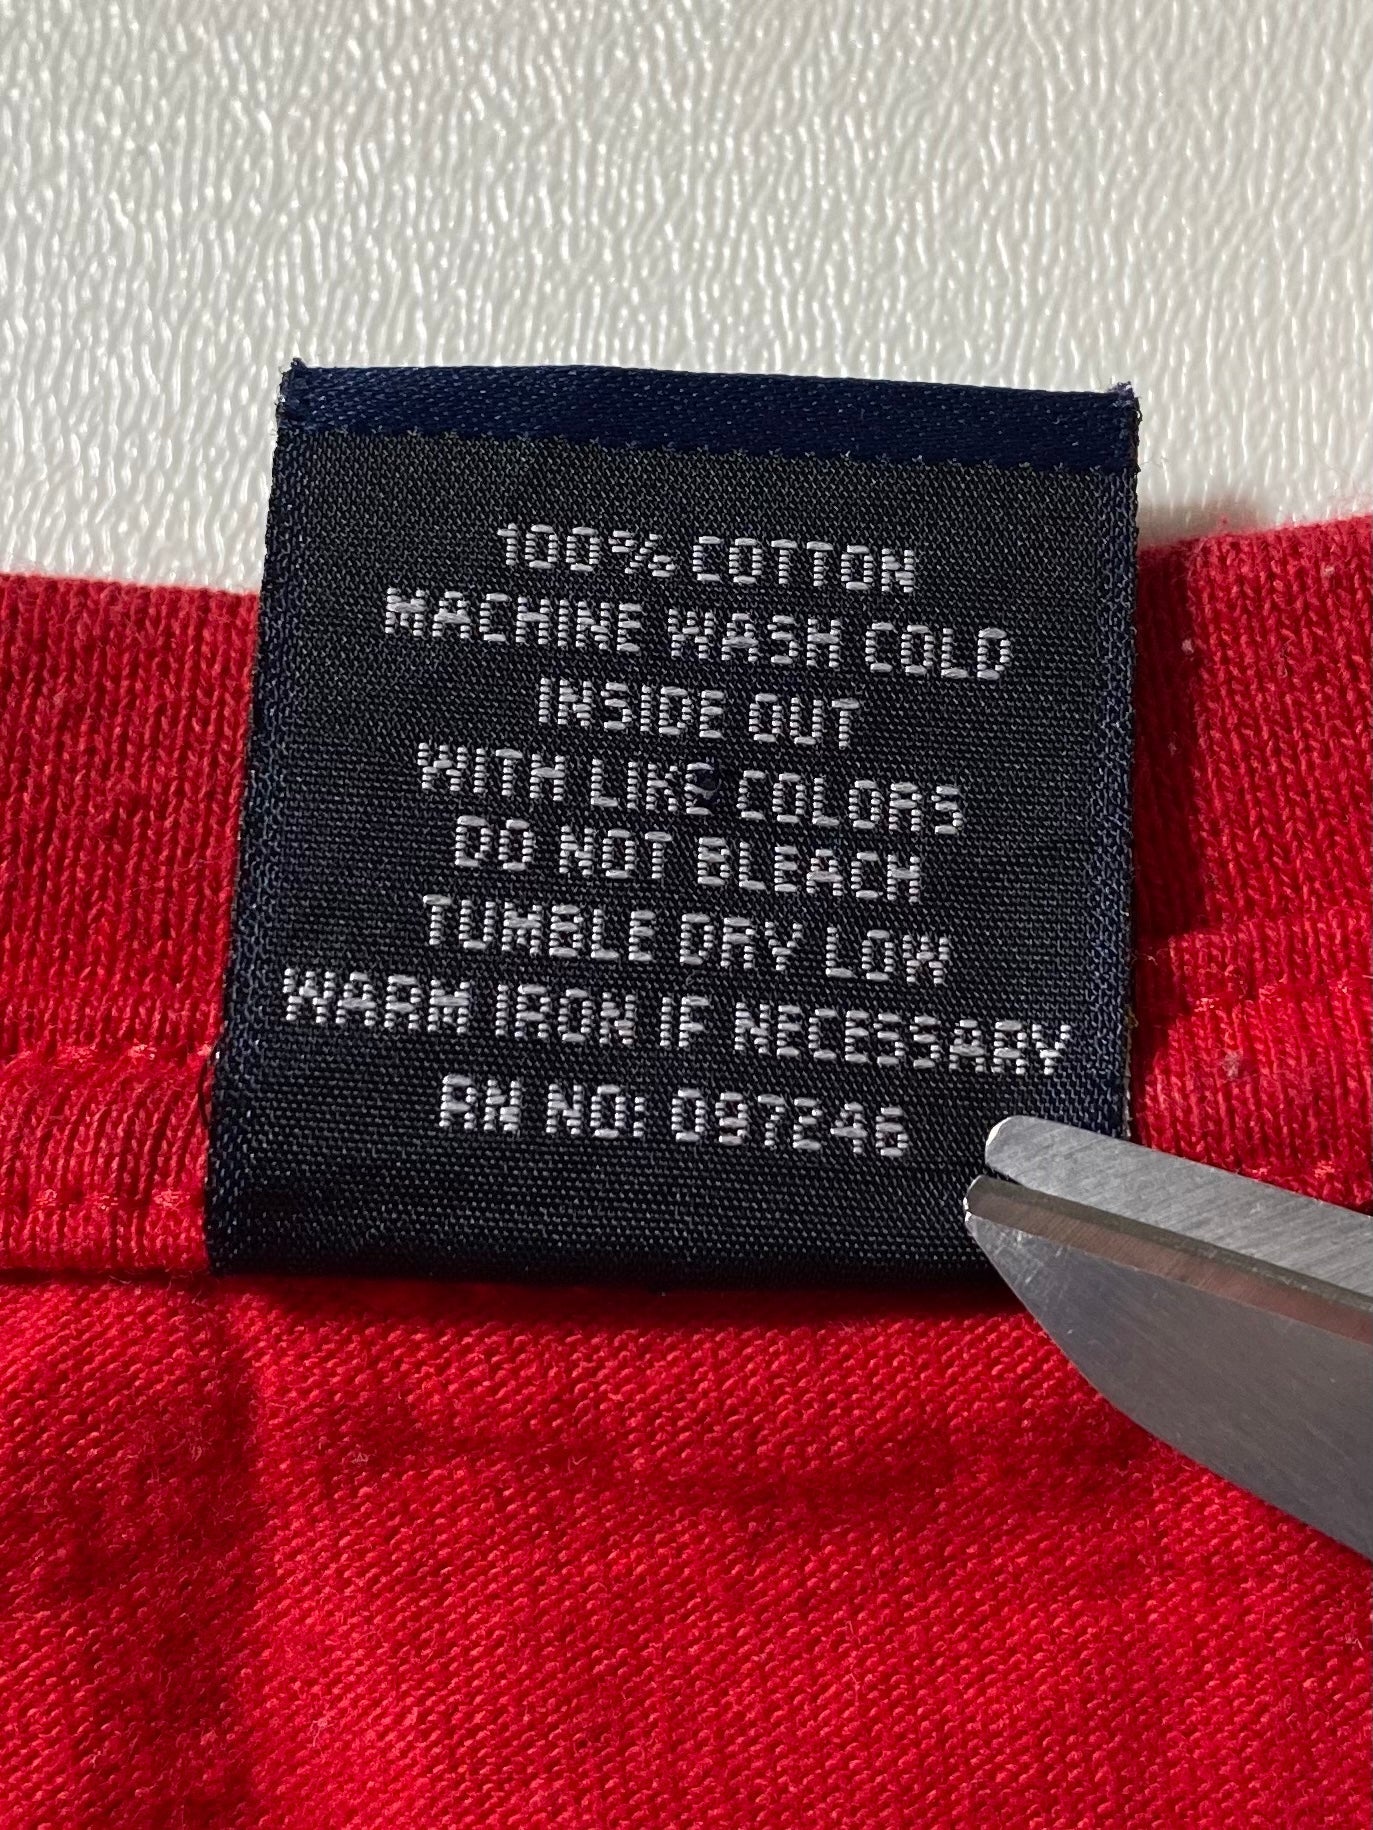 100% COTTON
MACHINE WASH COLD
INSIDE OUT
WITH LIKE COLORS
DO NOT BLEACH
TUMBLE DRY LOW
WARM IRON IF NECESSARY
RN NO: 097246